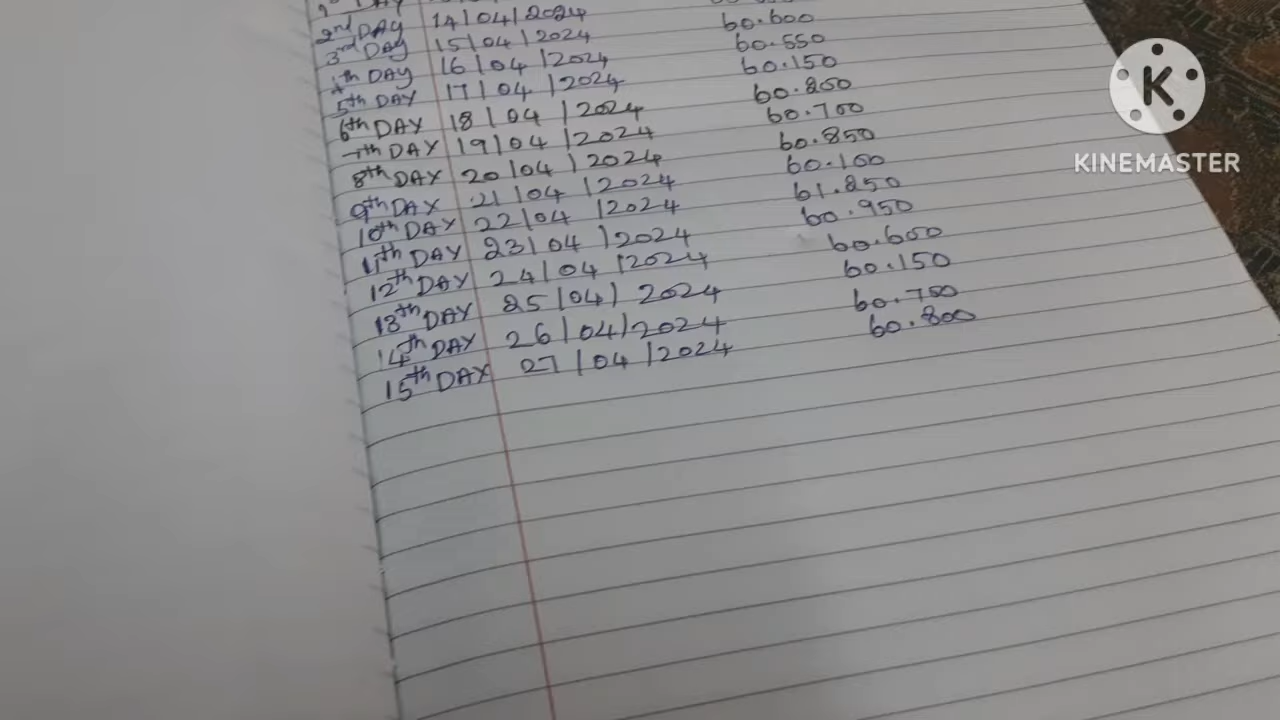 DAY
2nd DAY 14/04/2024
3rd DAY 15/04/2024 60.600
4th DAY 16/04/2024 60.550
5th DAY 17/04/2024 60.150
6th DAY 18/04/2024 60.200
7th DAY 19/04/2024 60.700
8th DAY 20/04/2024 60.850
9th DAY 21/04/2024 60.100
10th DAY 22/04/2024 61.250
11th DAY 23/04/2024 60.950
12th DAY 24/04/2024 60.600
13th DAY 25/04/2024 60.150
14th DAY 26/04/2024 60.700
15th DAY 27/04/2024 60.800
K
KINEMASTER